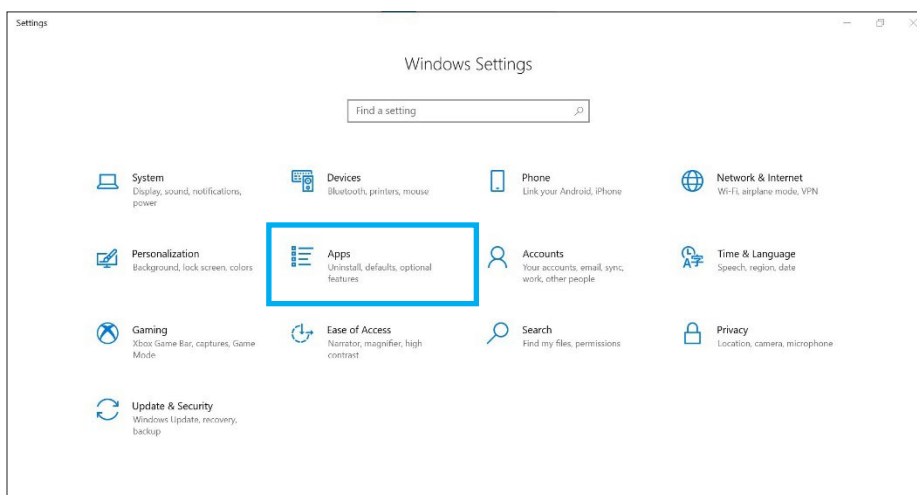 Settings
Windows Settings
Find a setting
System
Display, sound, notifications,
power
Devices
Bluetooth, printers, mouse
Phone
Link your Android, iPhone
Network & Internet
Wi-Fi, airplane mode, VPN
Personalization
Background, lock screen, colors
Apps
Uninstall, defaults, optional
features
Accounts
Your accounts, email, sync,
work, other people
Time & Language
Speech, region, date
Gaming
Xbox Game Bar, captures, Game
Mode
Ease of Access
Narrator, magnifier, high
contrast
Search
Find my files, permissions
Privacy
Location, camera, microphone
Update & Security
Windows Update, recovery,
backup